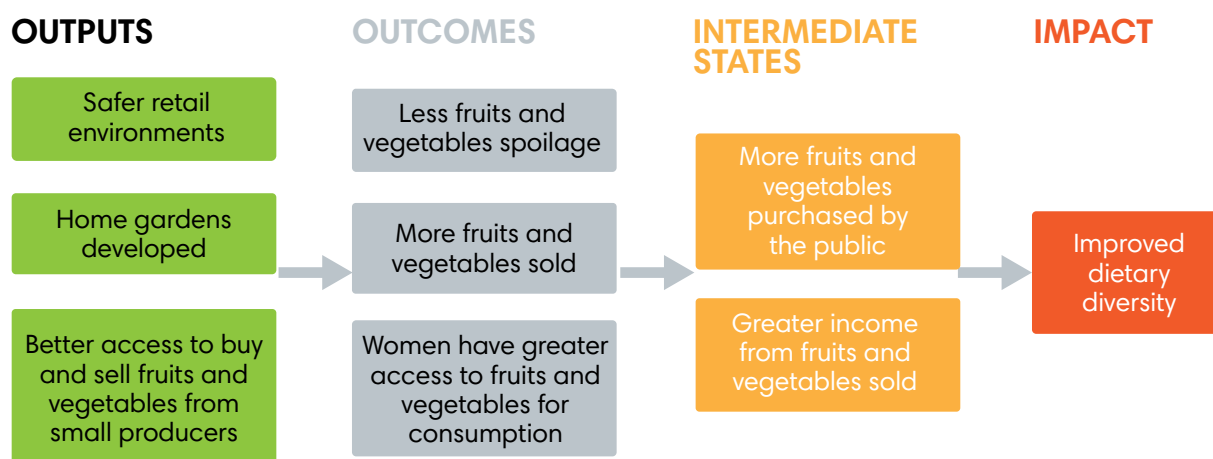 OUTPUTS
Safer retail
environments
Home gardens
developed
Better access to buy
and sell fruits and
vegetables from
small producers
OUTCOMES
Less fruits and
vegetables spoilage
More fruits and
vegetables sold
Women have greater
access to fruits and
vegetables for
consumption
INTERMEDIATE
STATES
More fruits and
vegetables
purchased by
the public
Greater income
from fruits and
vegetables sold
IMPACT
Improved
dietary
diversity